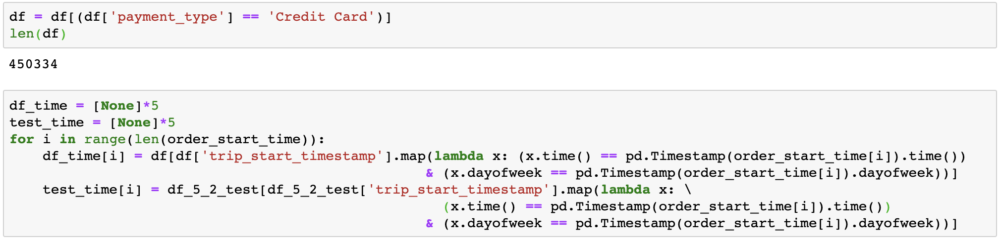 df = df[(df['payment_type'] == 'Credit Card')]
len(df)
450334
df_time = [None]*5
test_time = [None]*5
for i in range(len(order_start_time)):
    df_time[i] = df[df['trip_start_timestamp'].map(lambda x: (x.time() == pd.Timestamp(order_start_time[i]).time())
                                                  & (x.dayofweek == pd.Timestamp(order_start_time[i]).dayofweek))]
    test_time[i] = df_5_2_test[df_5_2_test['trip_start_timestamp'].map(lambda x: \
                                                    (x.time() == pd.Timestamp(order_start_time[i]).time())
                                                  & (x.dayofweek == pd.Timestamp(order_start_time[i]).dayofweek))]